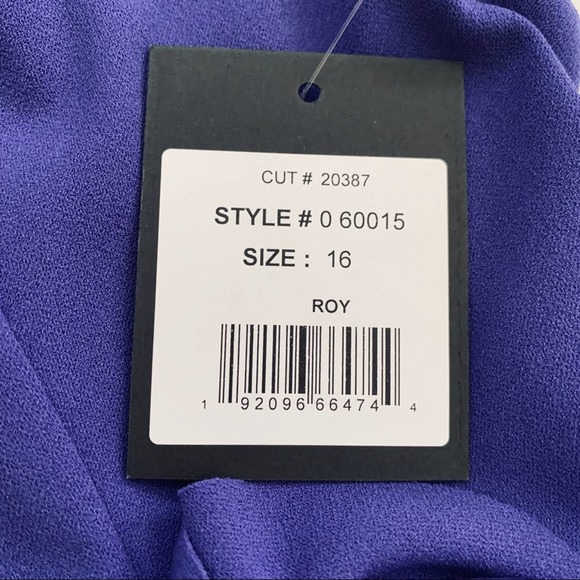 CUT # 20387
STYLE # 0 60015
SIZE : 16
ROY
1 92096 66474 4